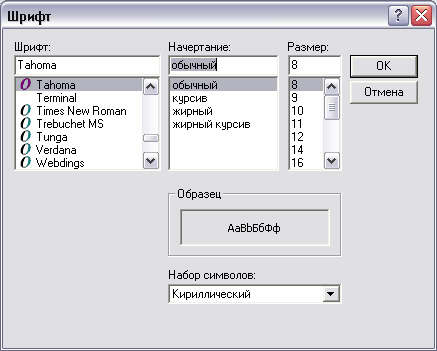 Шрифт
Шрифт:
Tahoma
Tahoma
Terminal
Times New Roman
Trebuchet MS
Tunga
Verdana
Webdings
Начертание:
обычный
обычный
курсив
жирный
жирный курсив
Размер:
8
8
9
10
11
12
14
16
OK
Отмена
Образец
АаBbБбФф
Набор символов:
Кириллический